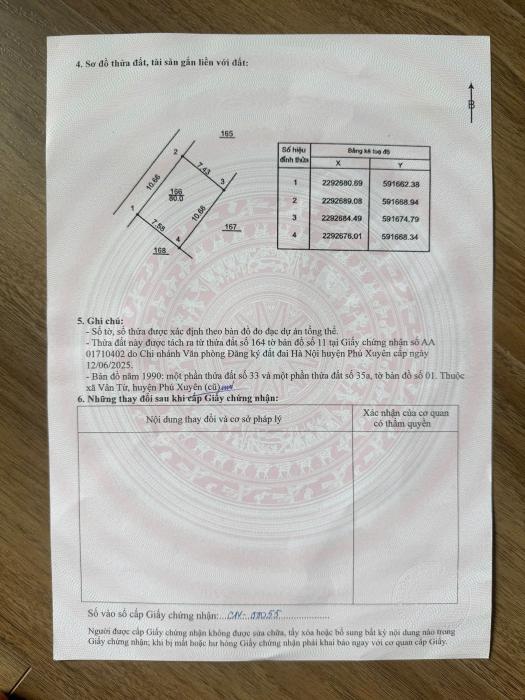 4. Sơ đồ thửa đất, tài sản gắn liền với đất:
B
165
2
7.43
3
10.66
166
80.0
10.66
1
7.58
4
167
168
Số hiệu đỉnh thửa
Bảng kê toạ độ
X Y
1 2292680.69 591662.38
2 2292689.08 591668.94
3 2292684.49 591674.79
4 2292676.01 591668.34
5. Ghi chú:
- Số tờ, số thửa được xác định theo bản đồ đo đạc dự án tổng thể.
- Thửa đất này được tách ra từ thửa đất số 164 tờ bản đồ số 11 tại Giấy chứng nhận số AA
01710402 do Chi nhánh Văn phòng Đăng ký đất đai Hà Nội huyện Phú Xuyên cấp ngày
12/06/2025.
- Bản đồ năm 1990: một phần thửa đất số 33 và một phần thửa đất số 35a, tờ bản đồ số 01. Thuộc
xã Vân Từ, huyện Phú Xuyên (cũ)
6. Những thay đổi sau khi cấp Giấy chứng nhận:
Nội dung thay đổi và cơ sở pháp lý
Xác nhận của cơ quan
có thẩm quyền
Số vào sổ cấp Giấy chứng nhận:
Người được cấp Giấy chứng nhận không được sửa chữa, tẩy xóa hoặc bổ sung bất kỳ nội dung nào trong
Giấy chứng nhận; khi bị mất hoặc hư hỏng Giấy chứng nhận phải khai báo ngay với cơ quan cấp Giấy.